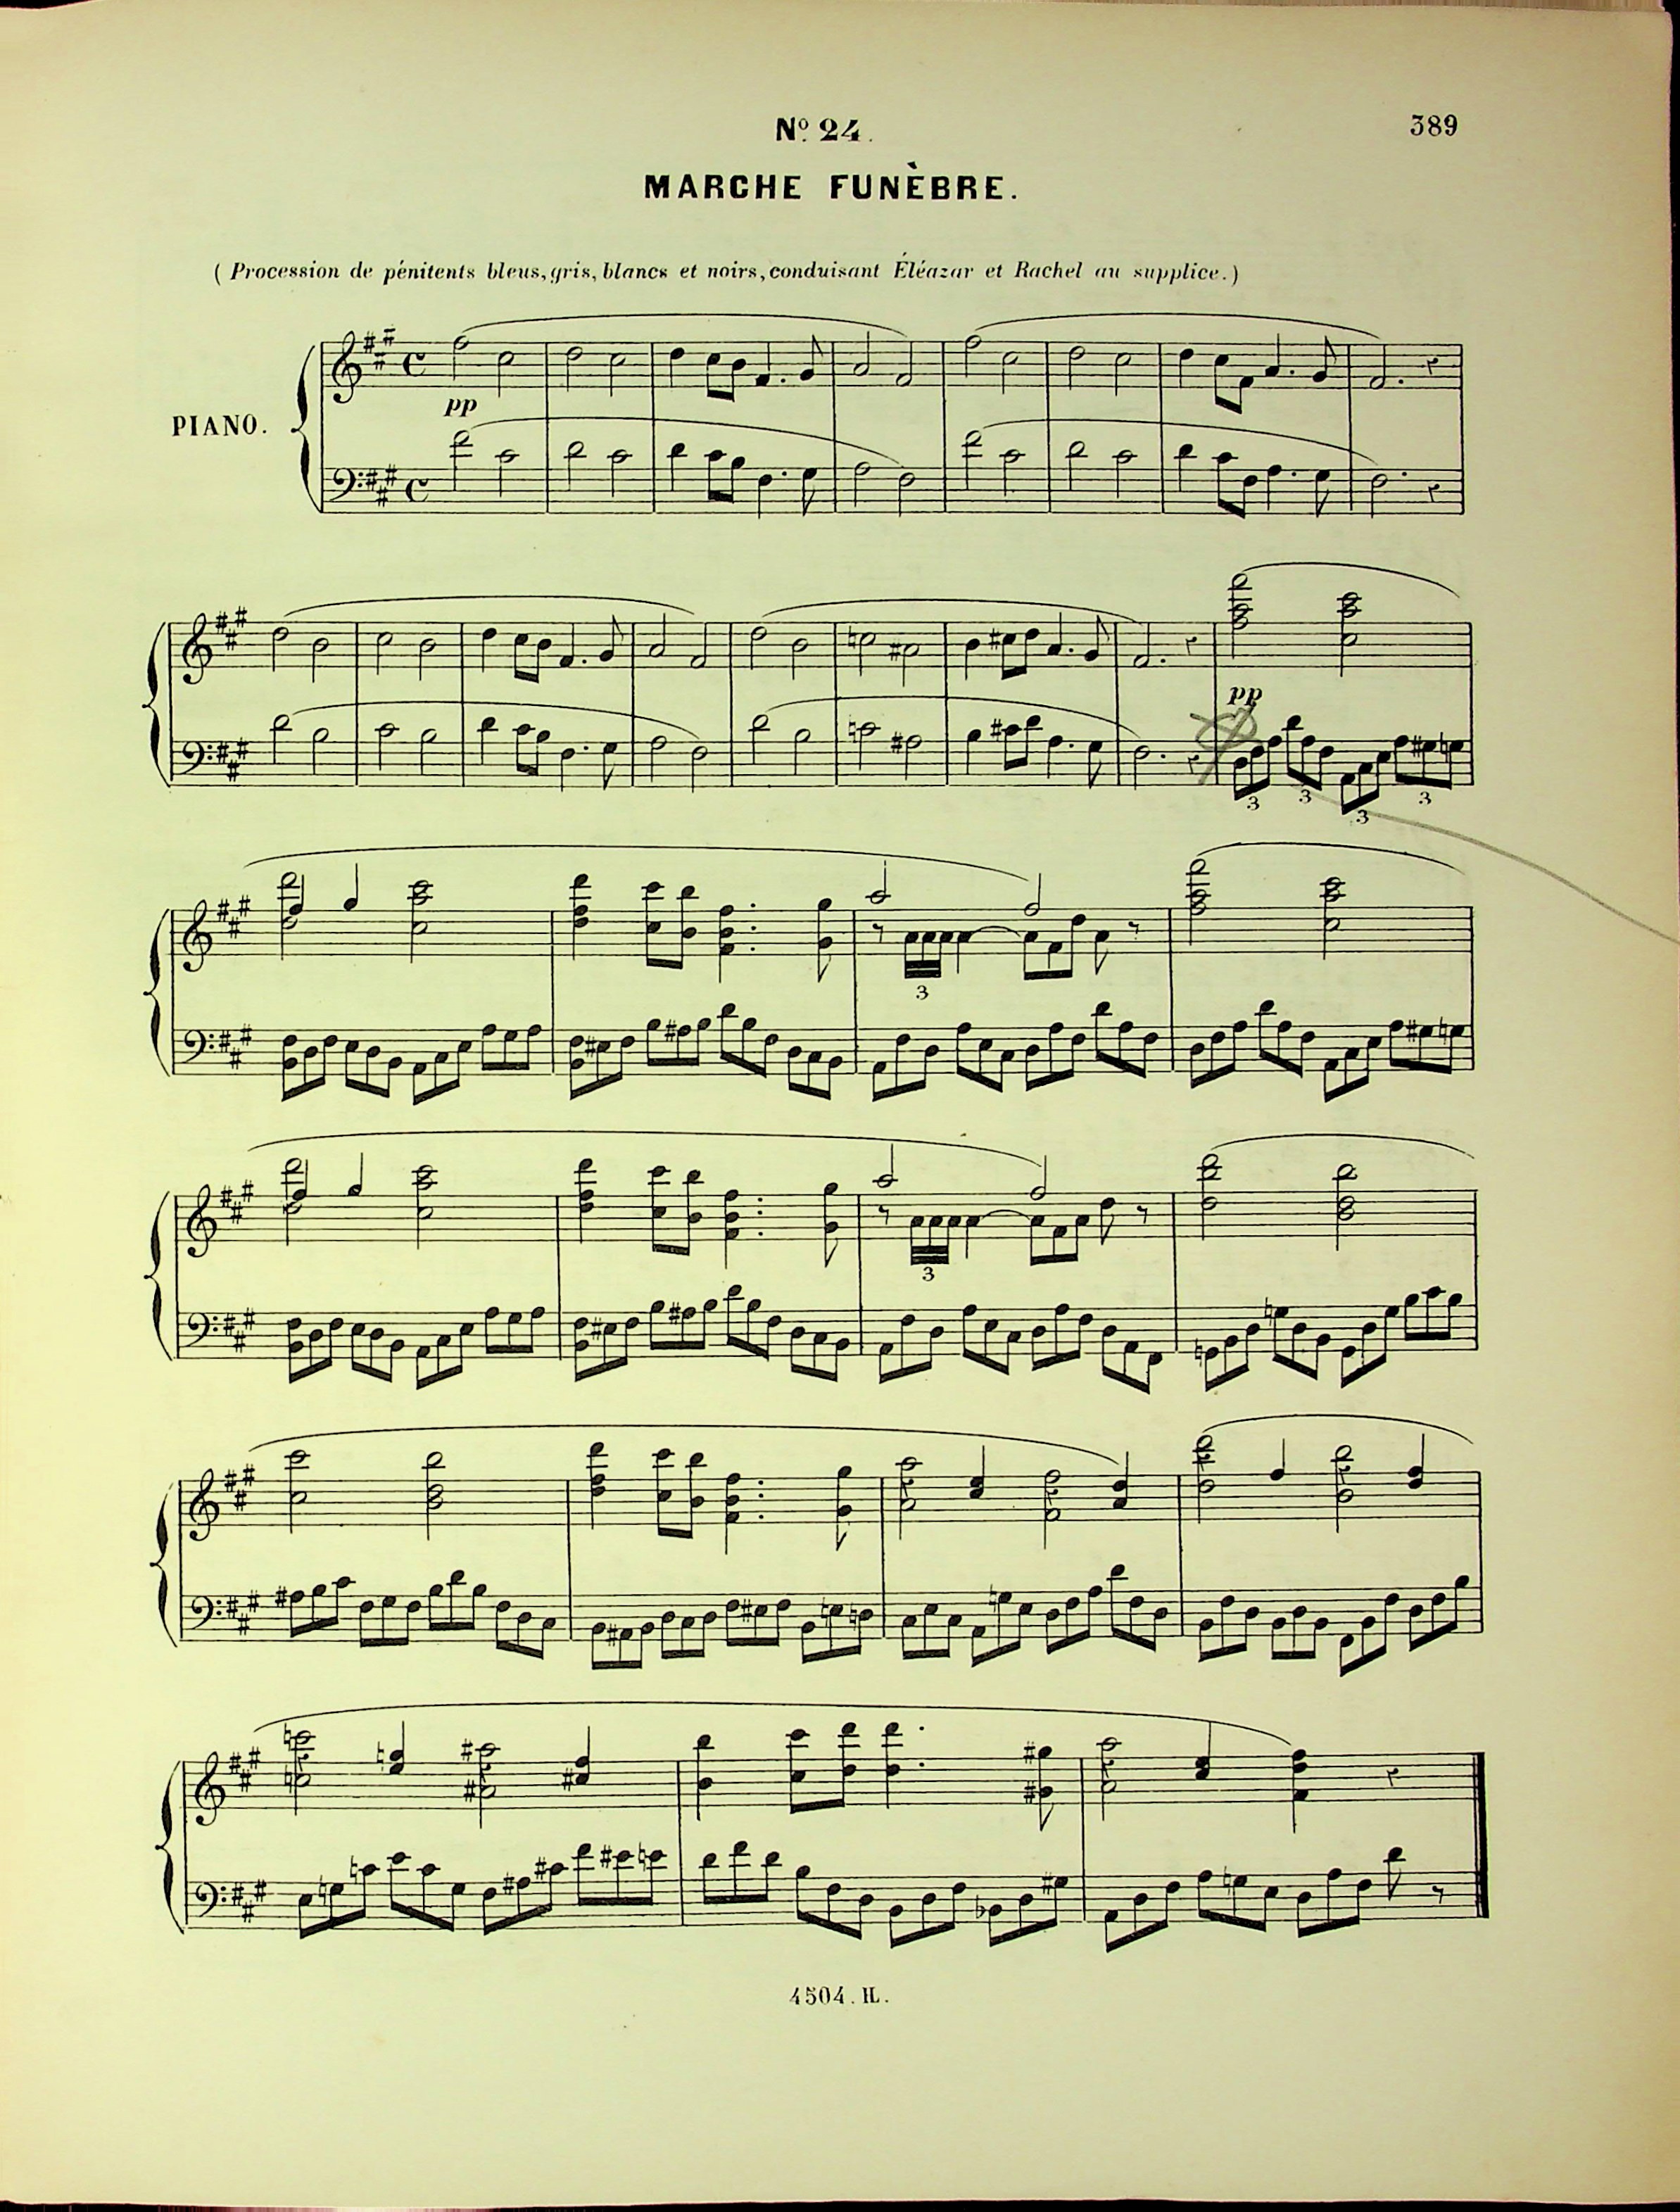 Nº 24.
389
MARCHE FUNÈBRE.
( Procession de pénitents bleus, gris, blancs et noirs, conduisant Éléazar et Rachel au supplice.)
PIANO.
pp
pp
3 3 3 3
3
3
4504. H.